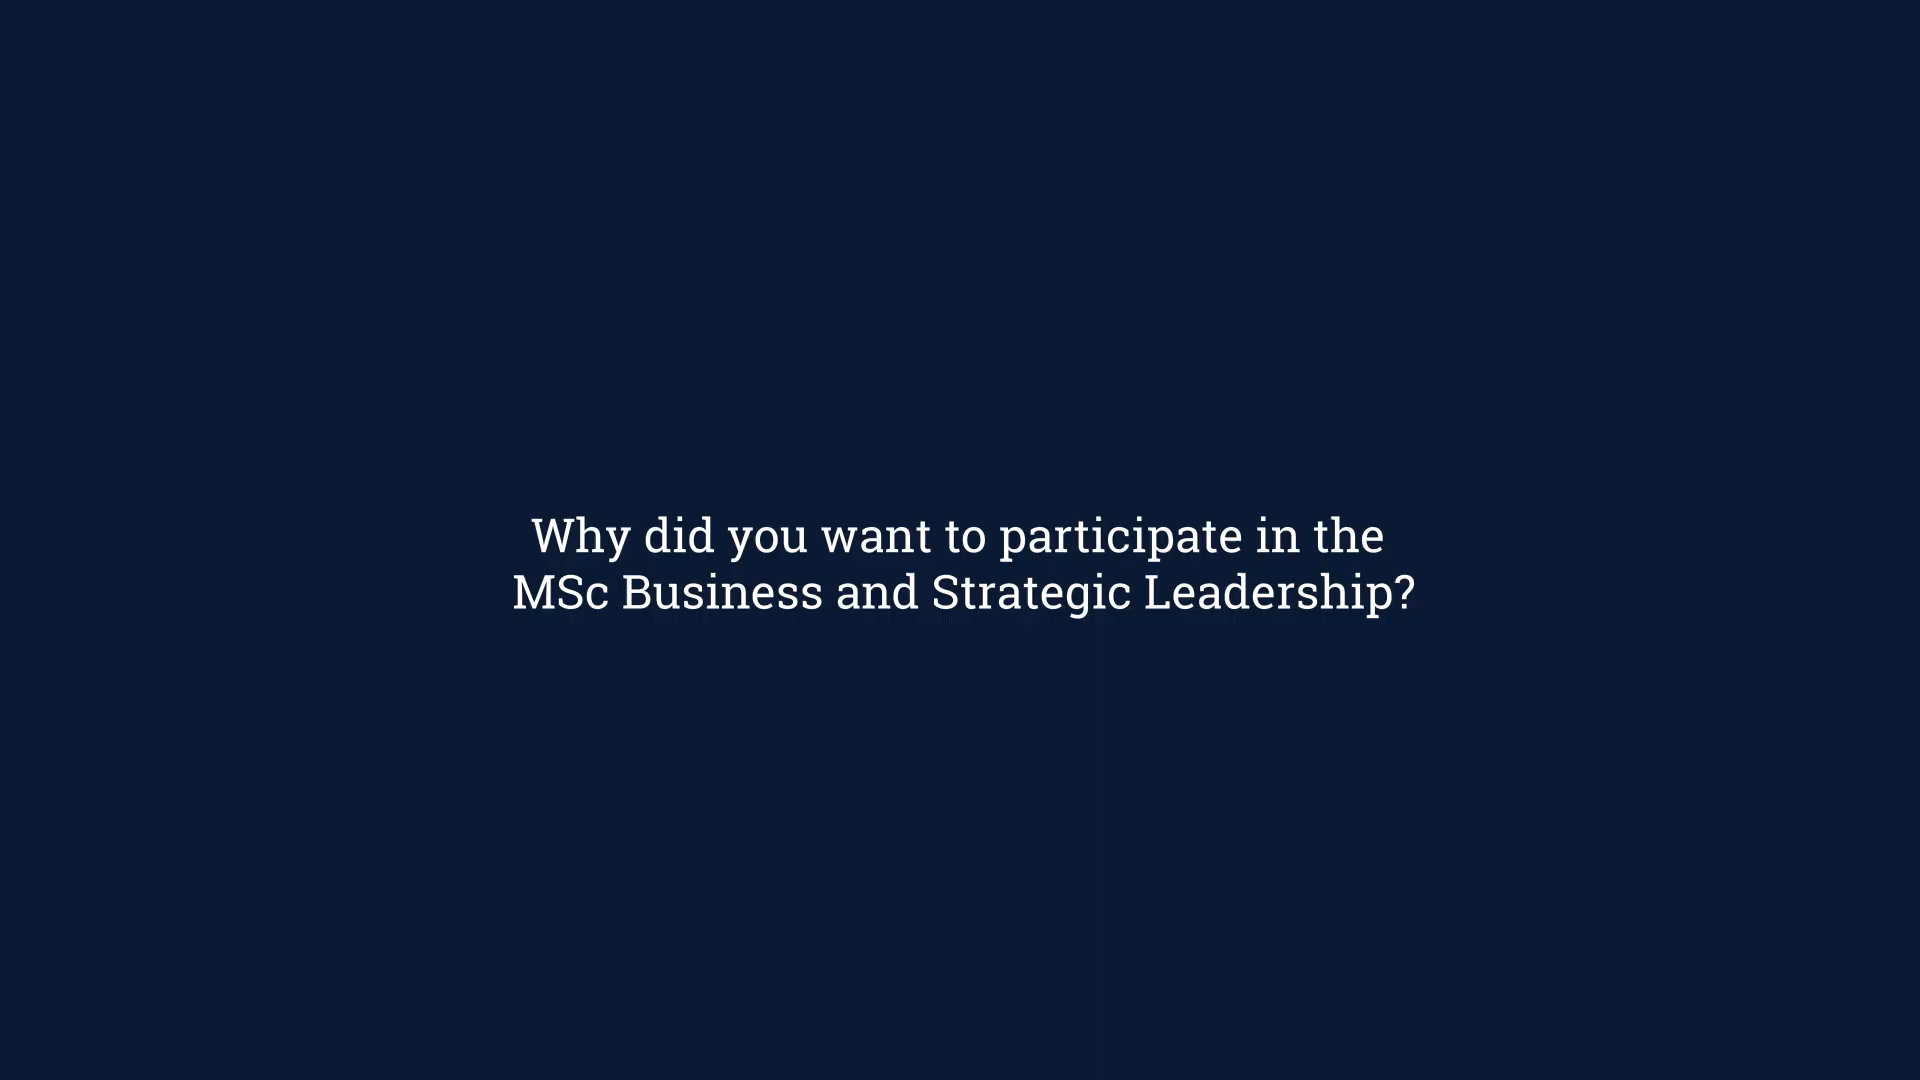 Why did you want to participate in the
MSc Business and Strategic Leadership?